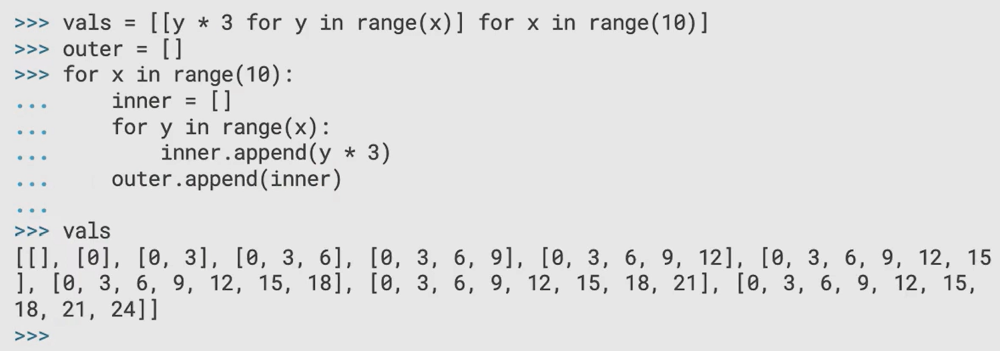 >>> vals = [[y * 3 for y in range(x)] for x in range(10)]
>>> outer = []
>>> for x in range(10):
...     inner = []
...     for y in range(x):
...         inner.append(y * 3)
...     outer.append(inner)
...
>>> vals
[[], [0], [0, 3], [0, 3, 6], [0, 3, 6, 9], [0, 3, 6, 9, 12], [0, 3, 6, 9, 12, 15
], [0, 3, 6, 9, 12, 15, 18], [0, 3, 6, 9, 12, 15, 18, 21], [0, 3, 6, 9, 12, 15,
18, 21, 24]]
>>>